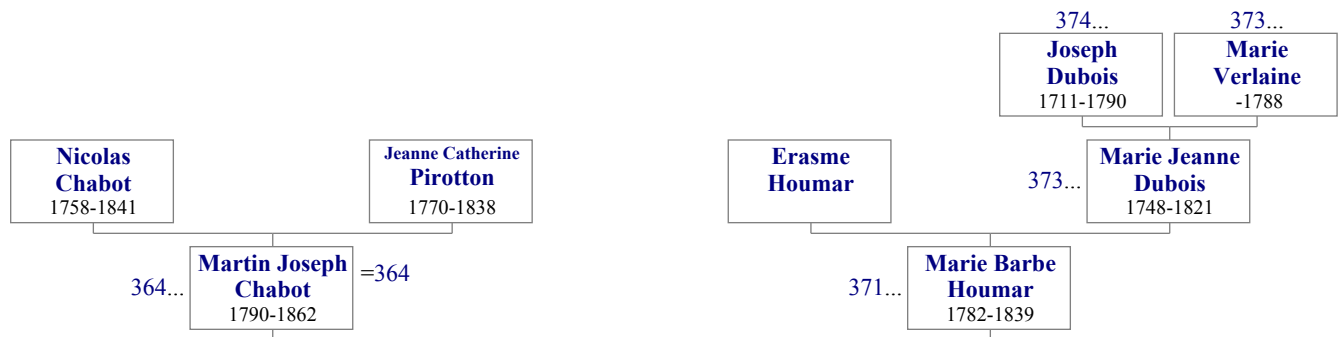 374...
373...
Joseph
Dubois
1711-1790
Marie
Verlaine
-1788
Nicolas
Chabot
1758-1841
Jeanne Catherine
Pirotton
1770-1838
Erasme
Houmar
373...
Marie Jeanne
Dubois
1748-1821
364...
Martin Joseph
Chabot
1790-1862
=364
371...
Marie Barbe
Houmar
1782-1839